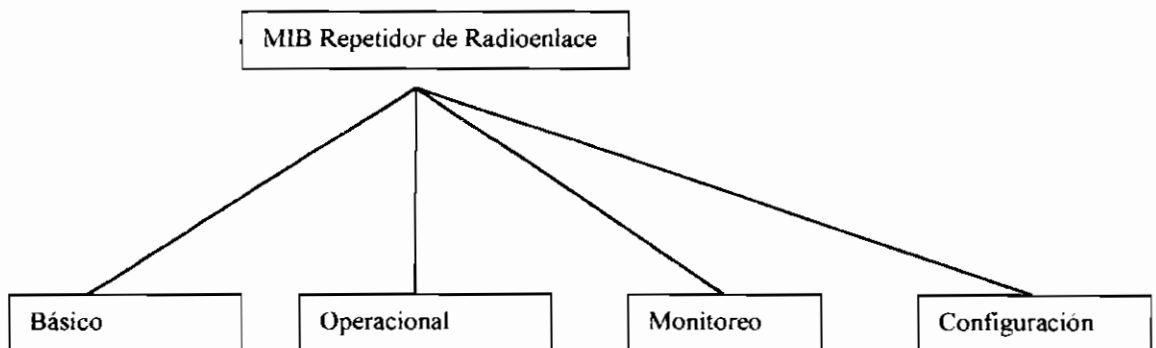 MIB Repetidor de Radioenlace
Básico
Operacional
Monitoreo
Configuración